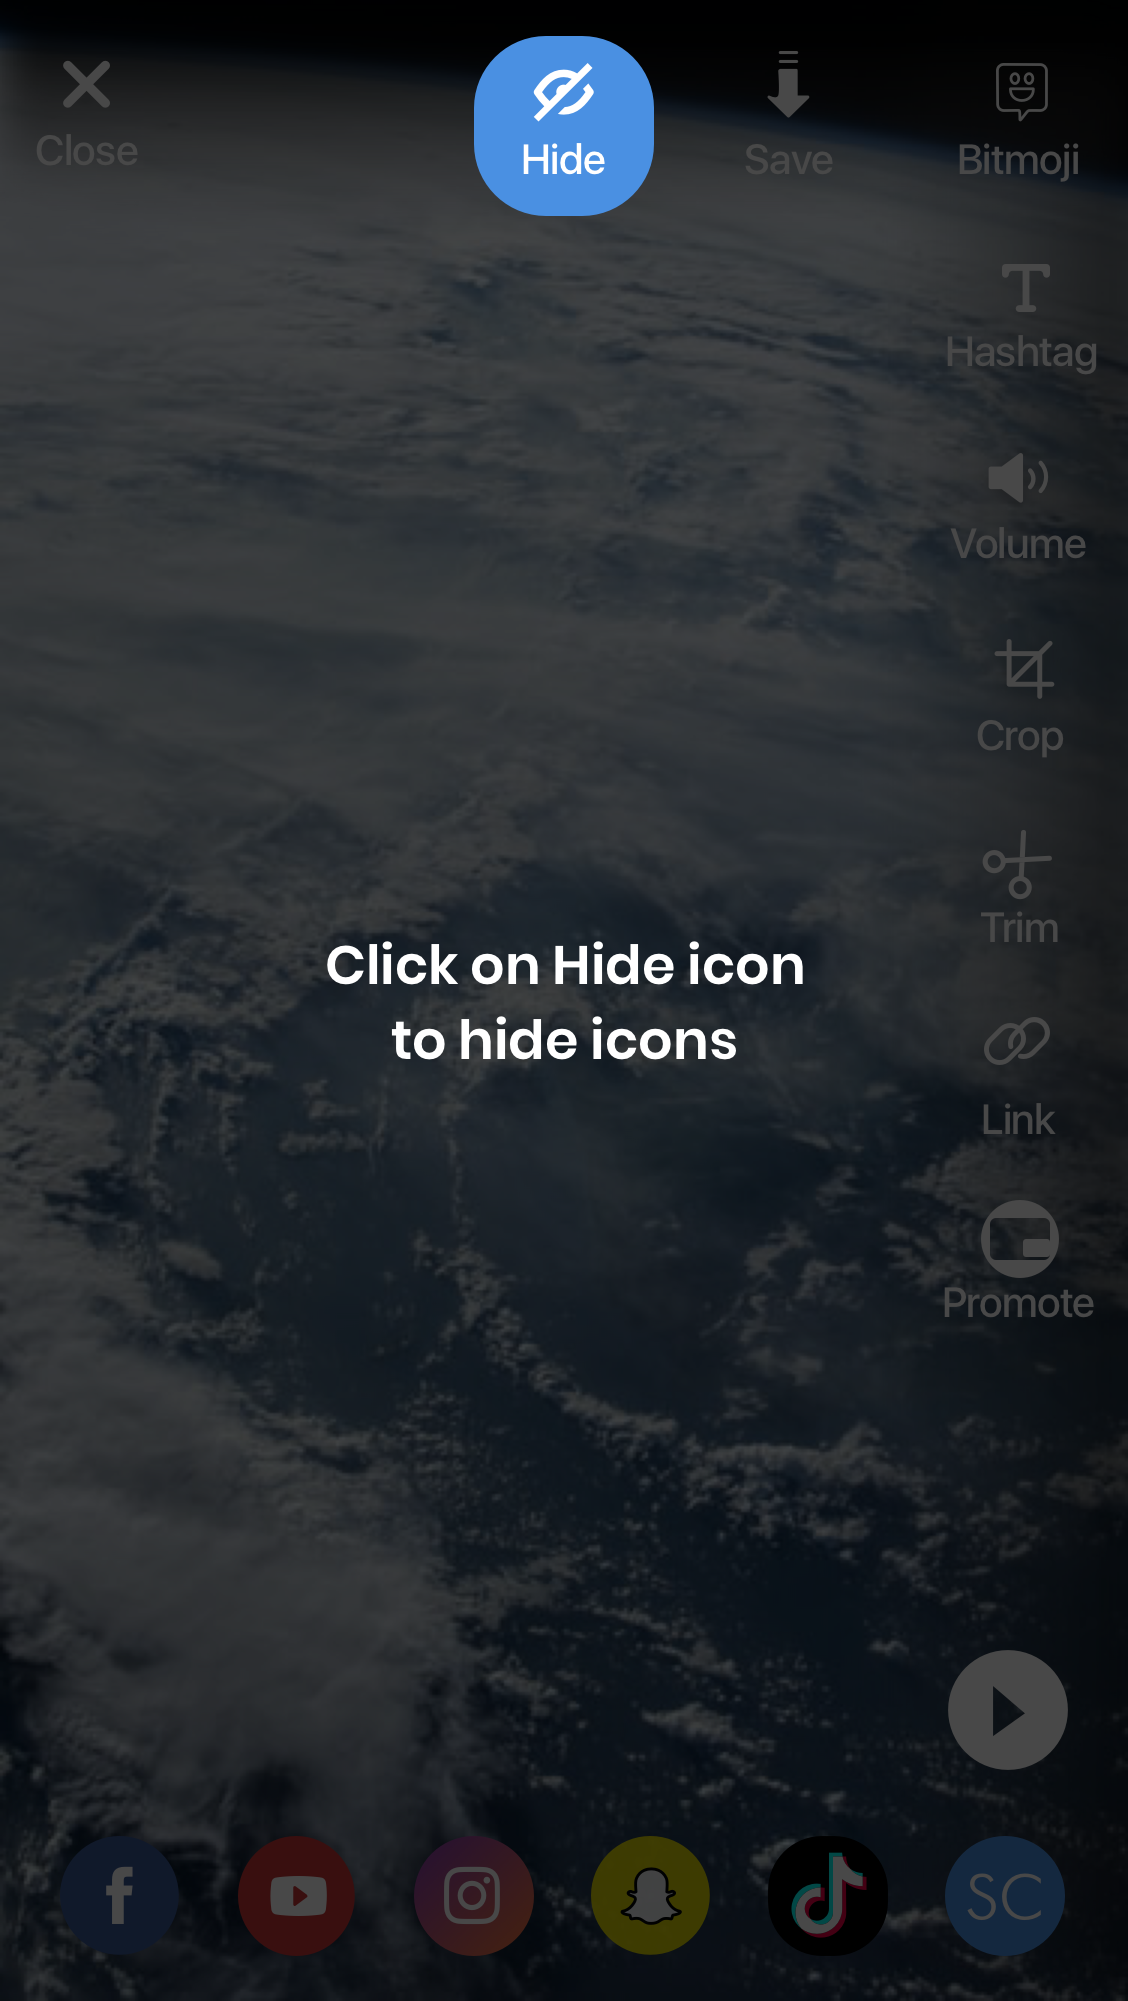 Close
Hide
Save
Bitmoji
Hashtag
Volume
Crop
Trim
Click on Hide icon
to hide icons
Link
Promote
SC